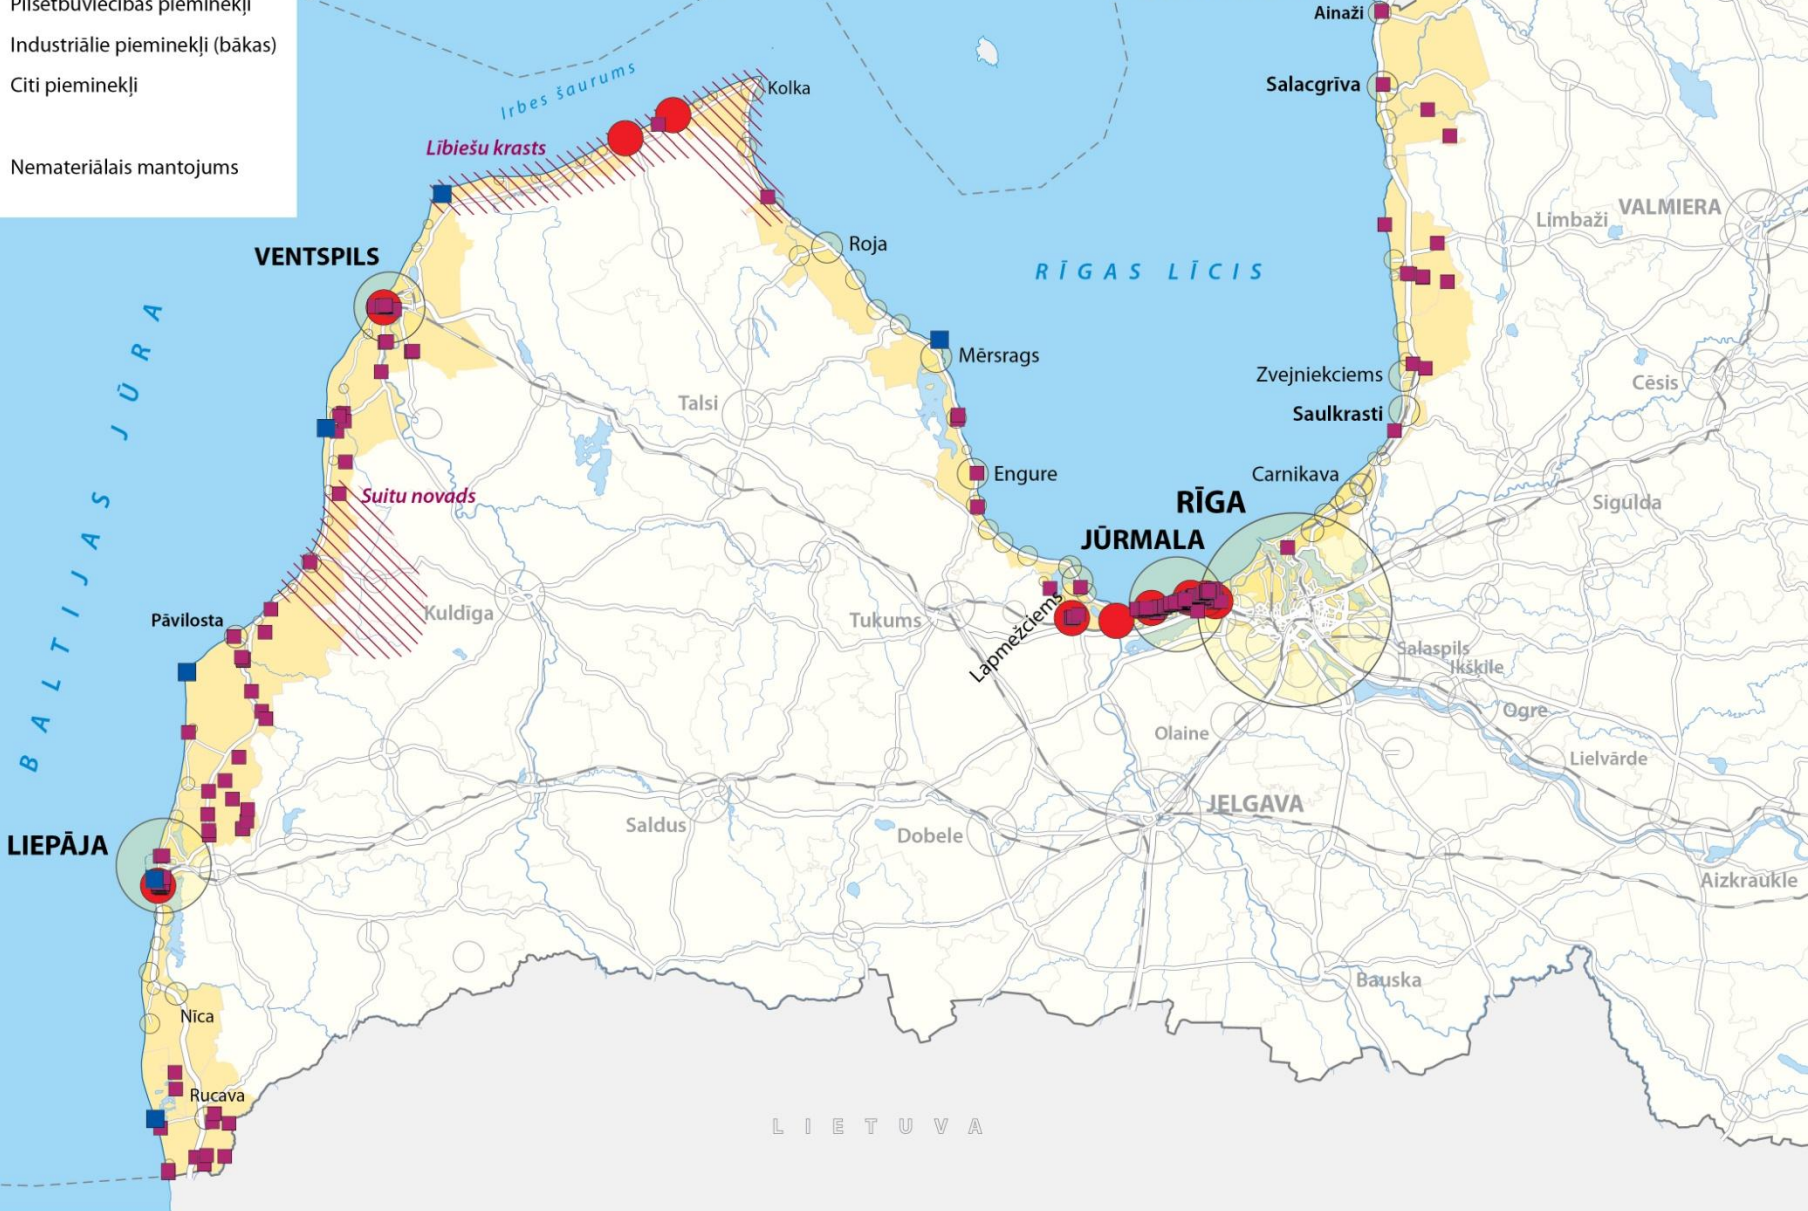 Pilsētbūvlecības pieminekļi
Industriālie pieminekļi (bākas)
Citi pieminekļi
Nemateriālais mantojums
Ainaži
Salacgrīva
Kolka
Irbes šaurums
Lībiešu krasts
VENTSPILS
Roja
RĪGAS LĪCIS
Limbaži
VALMIERA
Mērsrags
Zvejniekciems
Cēsis
Saulkrasti
Talsi
BALTIJAS JŪRA
Suitu novads
Engure
Carnikava
Sigulda
RĪGA
JŪRMALA
Kuldīga
Pāvilosta
Tukums
Lapmežciems
Salaspils
Ikšķile
Ogre
Olaine
Lielvārde
JELGAVA
Saldus
Dobele
LIEPĀJA
Aizkraukle
Bauska
Nīca
Rucava
LIETUVA